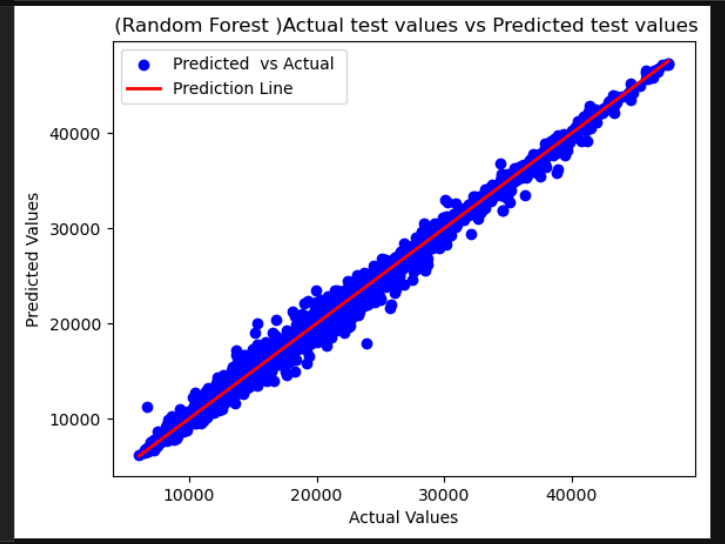 (Random Forest )Actual test values vs Predicted test values
Predicted  vs Actual
Prediction Line
40000
30000
20000
10000
Predicted Values
10000 20000 30000 40000
Actual Values